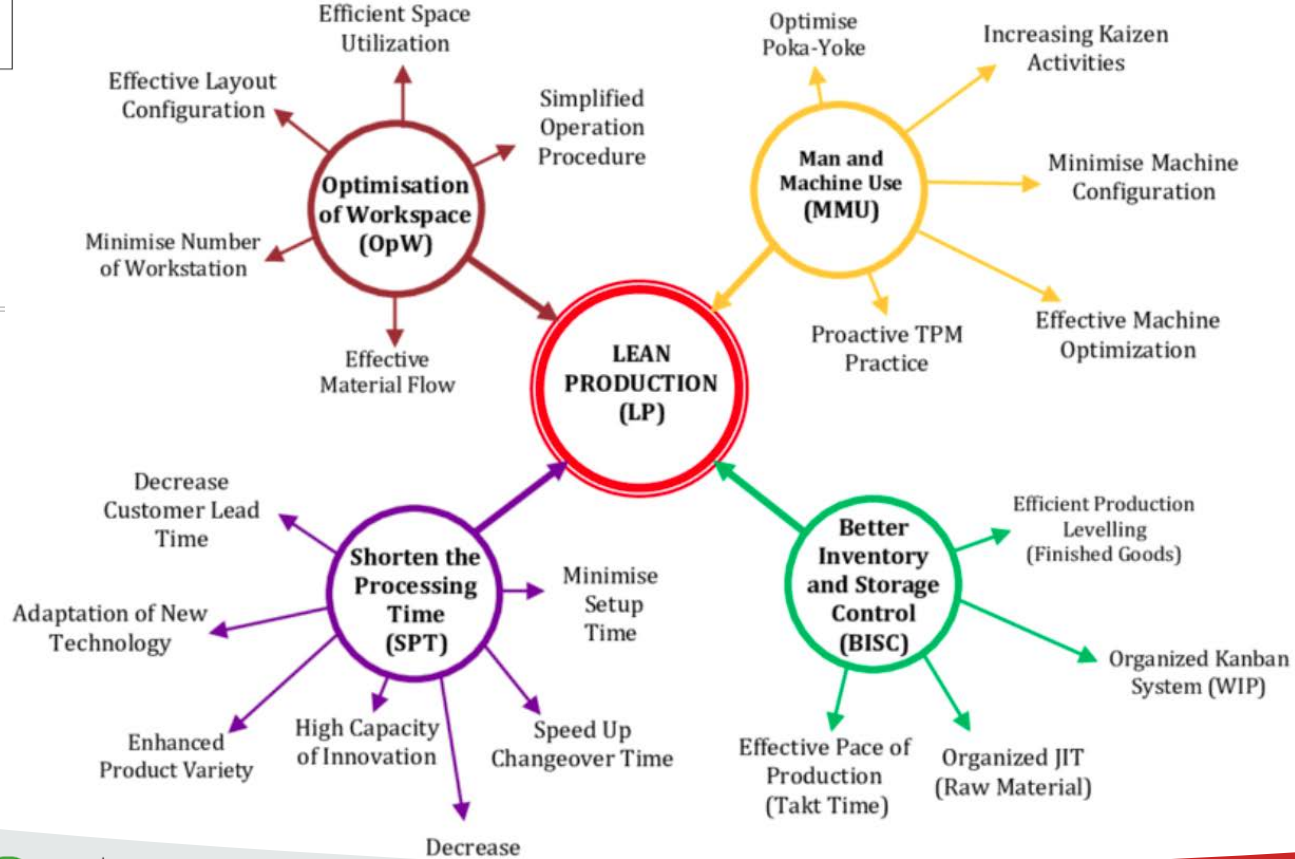 Efficient Space
Utilization
Effective Layout
Configuration
Simplified
Operation
Procedure
Optimisation
of Workspace
(OpW)
Minimise Number
of Workstation
Effective
Material Flow
Optimise
Poka-Yoke
Increasing Kaizen
Activities
Man and
Machine Use
(MMU)
Minimise Machine
Configuration
Effective Machine
Optimization
Proactive TPM
Practice
LEAN
PRODUCTION
(LP)
Decrease
Customer Lead
Time
Shorten the
Processing
Time
(SPT)
Minimise
Setup
Time
Adaptation of New
Technology
Enhanced
Product Variety
High Capacity
of Innovation
Speed Up
Changeover Time
Decrease
Better
Inventory
and Storage
Control
(BISC)
Efficient Production
Levelling
(Finished Goods)
Organized Kanban
System (WIP)
Organized JIT
(Raw Material)
Effective Pace of
Production
(Takt Time)